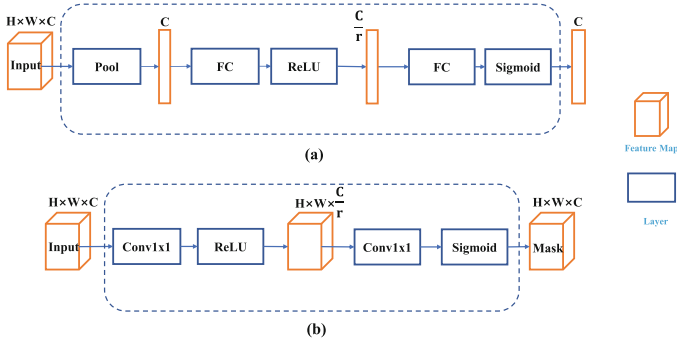 H×W×C
Input
Pool
C
FC
ReLU
C
r
FC
Sigmoid
C
(a)
Feature Map
Layer
H×W×C
Input
Conv1x1
ReLU
H×W×C/r
Conv1x1
Sigmoid
H×W×C
Mask
(b)